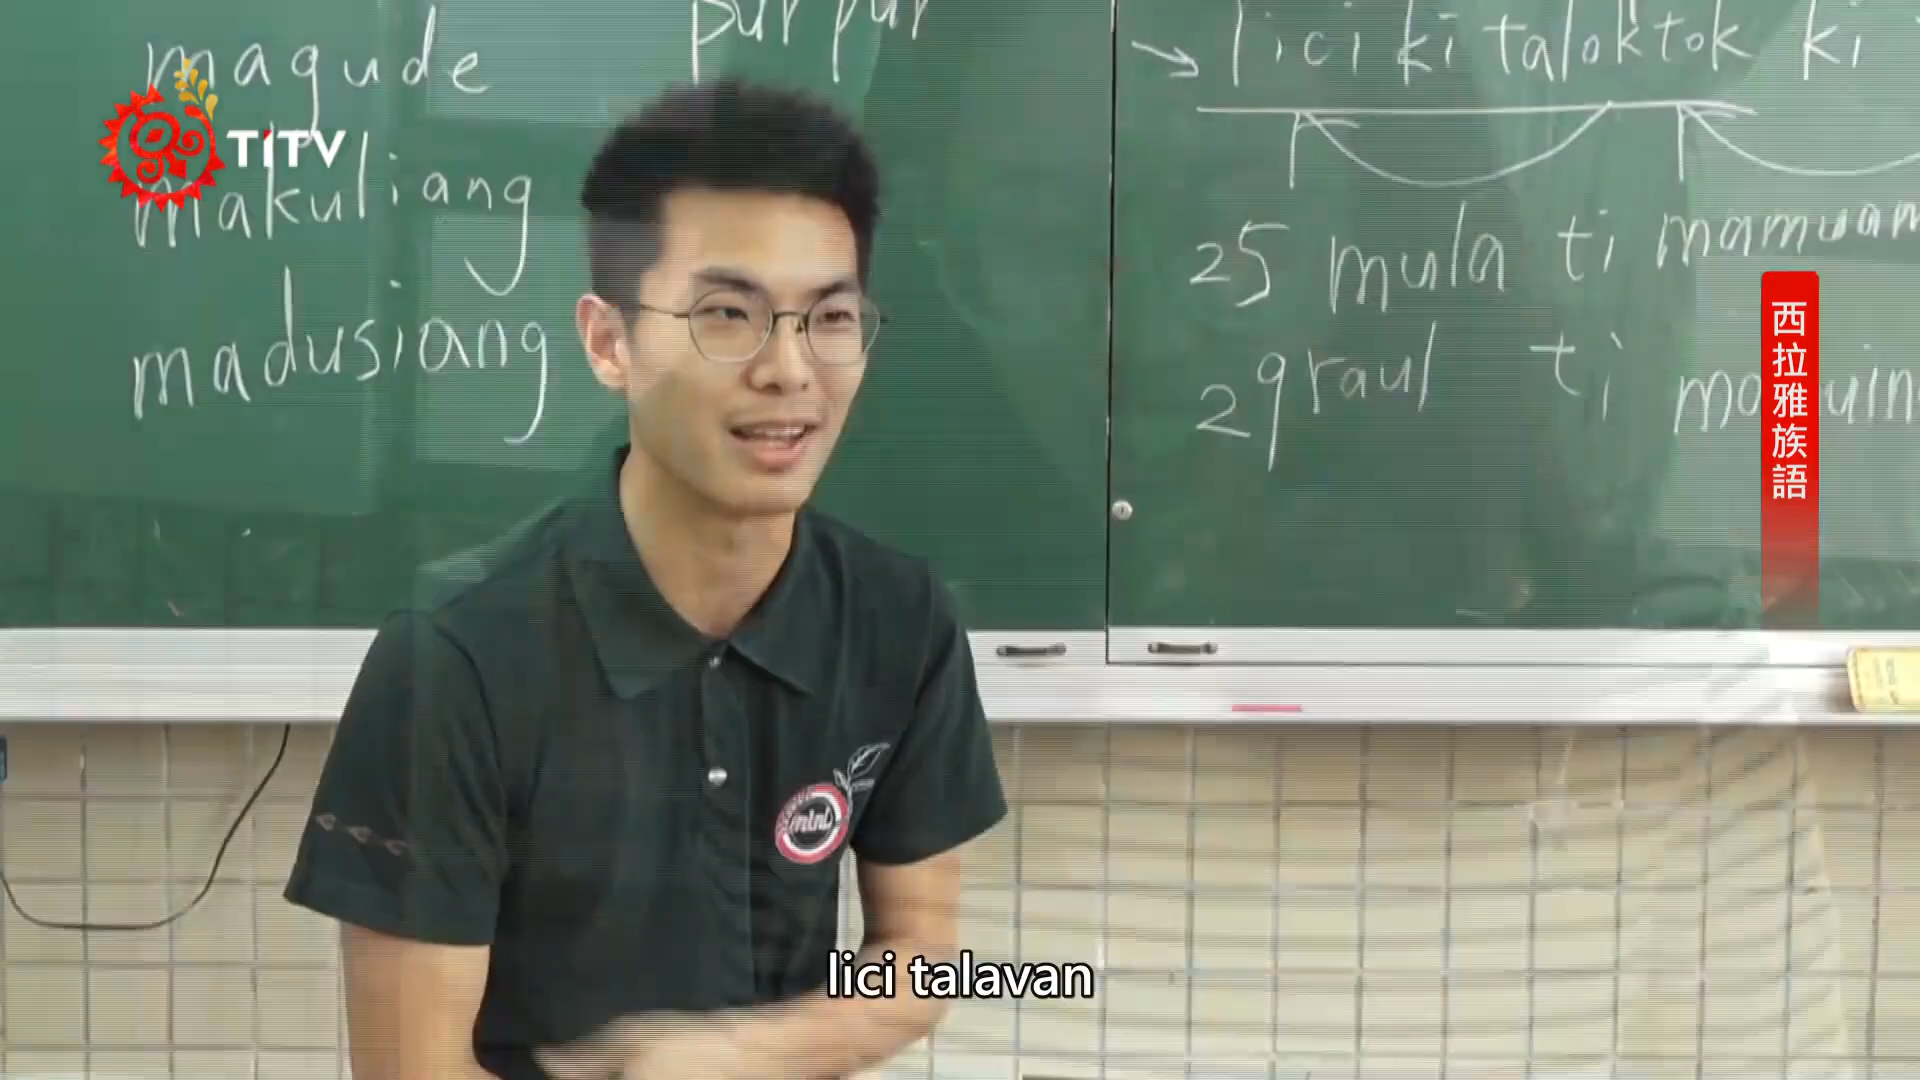 magude
purpur
lici ki taloktok ki
TITV
makuliang
25 mula ti mamuam
madusiang
29 raul ti
西拉雅族語
mini
lici talavan